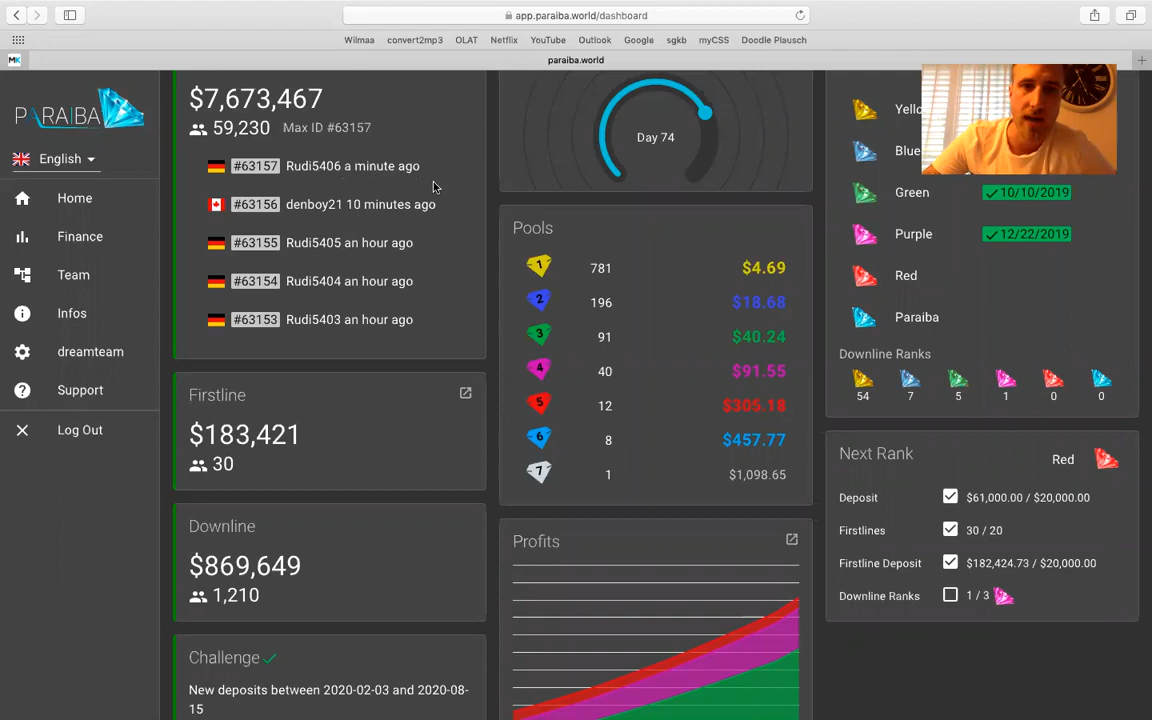 app.paraiba.world/dashboard
Wilmaa convert2mp3 OLAT Netflix YouTube Outlook Google sgkb myCSS Doodle Plausch
MK
paraiba.world
PARAIBA
English
Home
Finance
Team
Infos
dreamteam
Support
Log Out
$7,673,467
59,230 Max ID #63157
#63157 Rudi5406 a minute ago
#63156 denboy21 10 minutes ago
#63155 Rudi5405 an hour ago
#63154 Rudi5404 an hour ago
#63153 Rudi5403 an hour ago
Firstline
$183,421
30
Downline
$869,649
1,210
Challenge
New deposits between 2020-02-03 and 2020-08-
15
Day 74
Pools
1 781 $4.69
2 196 $18.68
3 91 $40.24
4 40 $91.55
5 12 $305.18
6 8 $457.77
7 1 $1,098.65
Profits
Blue
Green 10/10/2019
Purple 12/22/2019
Red
Paraiba
Downline Ranks
54 7 5 1 0 0
Next Rank Red
Deposit $61,000.00 / $20,000.00
Firstlines 30 / 20
Firstline Deposit $182,424.73 / $20,000.00
Downline Ranks 1 / 3